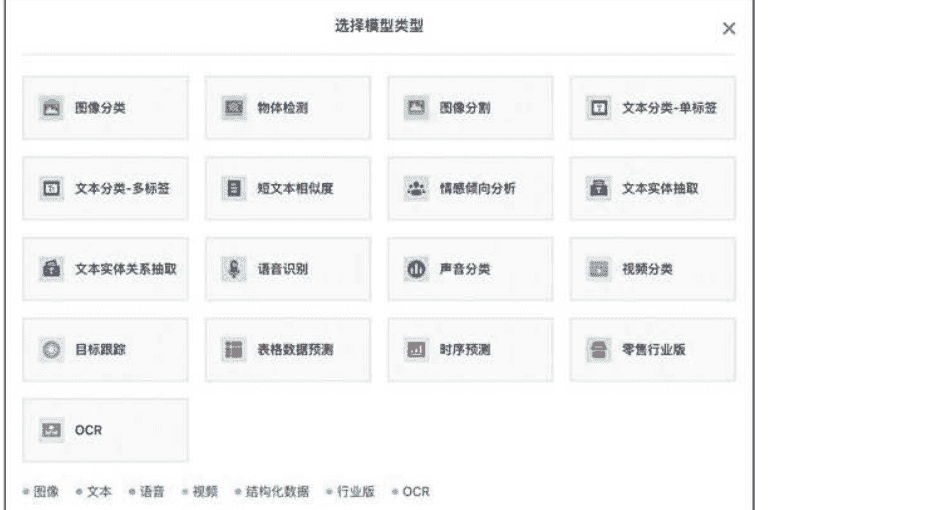 选择模型类型
图像分类 物体检测 图像分割 文本分类-单标签
文本分类-多标签 短文本相似度 情感倾向分析 文本实体抽取
文本实体关系抽取 语音识别 声音分类 视频分类
目标跟踪 表格数据预测 时序预测 零售行业版
OCR
图像 文本 语音 视频 结构化数据 行业版 OCR